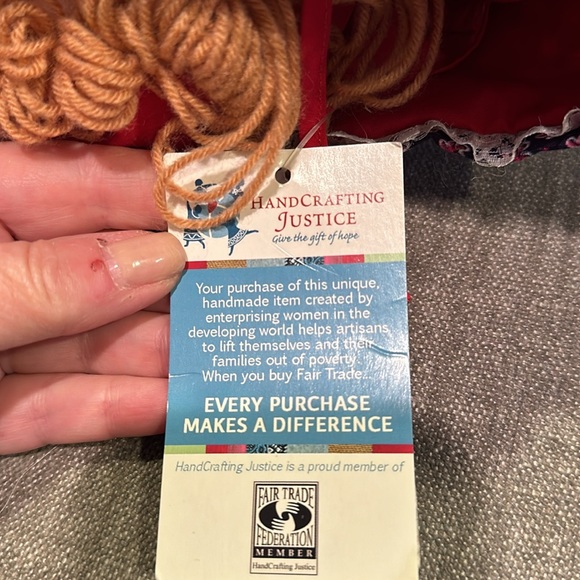 HANDCRAFTING
JUSTICE
Give the gift of hope
Your purchase of this unique,
handmade item created by
enterprising women in the
developing world helps artisans
to lift themselves and their
families out of poverty.
When you buy Fair Trade...
EVERY PURCHASE
MAKES A DIFFERENCE
HandCrafting Justice is a proud member of
FAIR TRADE
FEDERATION
MEMBER
HandCrafting Justice